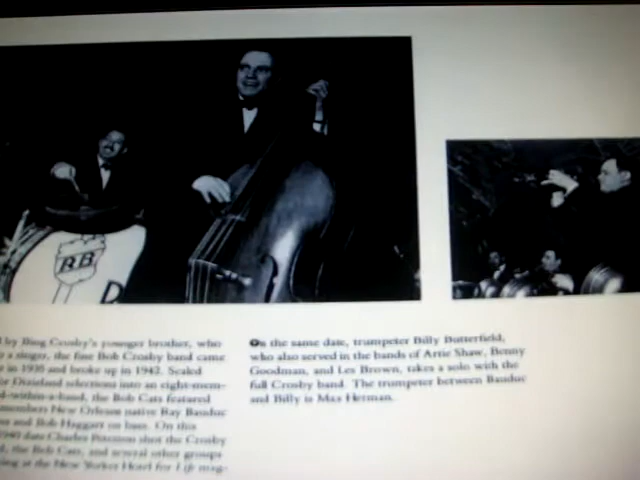 RB
D
by Bing Crosby's younger brother, who
a singer, the fine Bob Crosby band came
in 1935 and broke up in 1942. Scaled
Dixieland selections into an eight-mem-
d-within-a-band, the Bob Cats featured
members New Orleans native Ray Bauduc
and Bob Haggart on bass. On this
1940 date Charles Peterson shot the Crosby
the Bob Cats, and several other groups
ing at the New Yorker Hotel for Life mag-
On the same date, trumpeter Billy Butterfield,
who also served in the bands of Artie Shaw, Benny
Goodman, and Les Brown, takes a solo with the
full Crosby band. The trumpeter between Bauduc
and Billy is Max Herman.